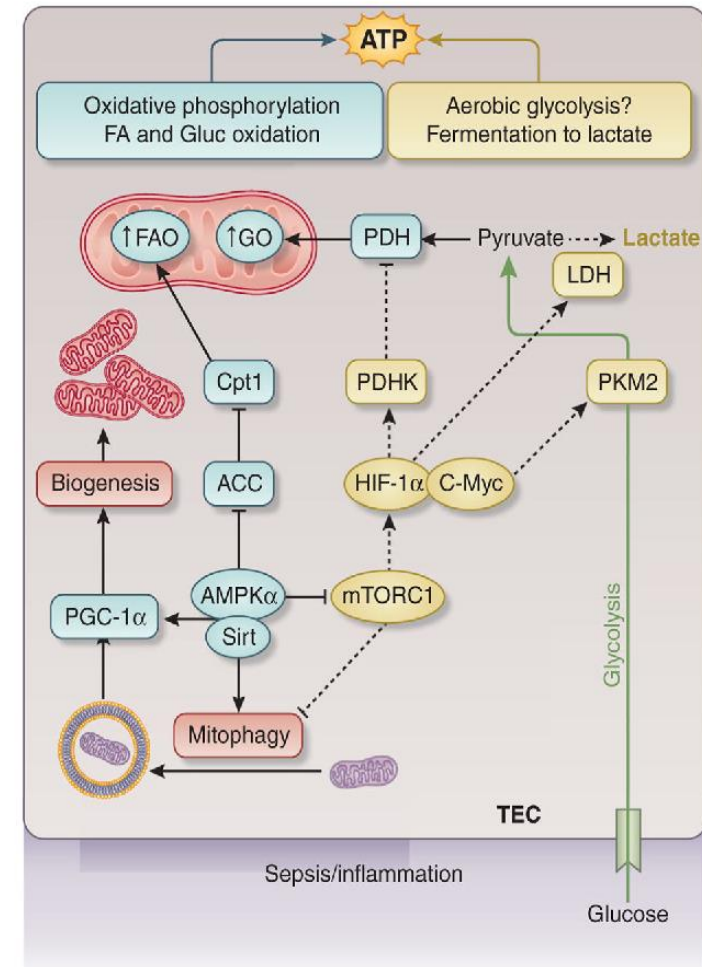 ATP
Oxidative phosphorylation
FA and Gluc oxidation
Aerobic glycolysis?
Fermentation to lactate
↑FAO
↑GO
PDH
Pyruvate
Lactate
LDH
Cpt1
PDHK
PKM2
Biogenesis
ACC
HIF-1α
C-Myc
AMPKα
mTORC1
PGC-1α
Sirt
Glycolysis
Mitophagy
TEC
Sepsis/inflammation
Glucose